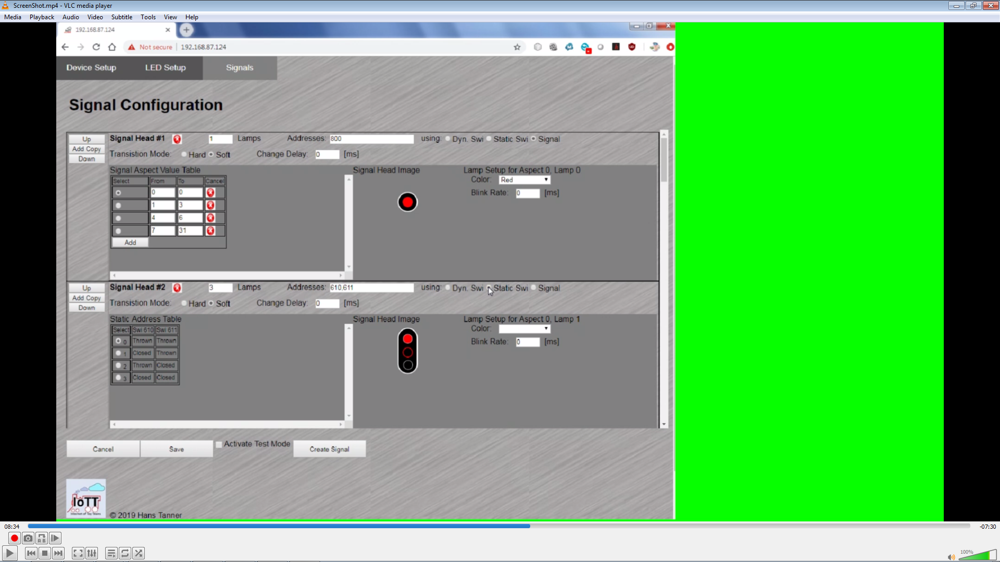 ScreenShot.mp4 - VLC media player
Media Playback Audio Video Subtitle Tools View Help
192.168.87.124
Not secure 192.168.87.124
Device Setup LED Setup Signals
Signal Configuration
Up Signal Head #1 1 Lamps Addresses: 800 using: Dyn. Swi Static Swi Signal
Add Copy
Down Transistion Mode: Hard Soft Change Delay: 0 [ms]
Signal Aspect Value Table Signal Head Image Lamp Setup for Aspect 0, Lamp 0
Select From To Cancel Color: Red
0 0 Blink Rate: 0 [ms]
1 3
4 6
7 31
Add
Up Signal Head #2 3 Lamps Addresses: 610,611 using: Dyn. Swi Static Swi Signal
Add Copy
Down Transistion Mode: Hard Soft Change Delay: 0 [ms]
Static Address Table Signal Head Image Lamp Setup for Aspect 0, Lamp 1
Select Swi 610 Swi 611 Color:
0 Thrown Thrown Blink Rate: 0 [ms]
1 Closed Thrown
2 Thrown Closed
3 Closed Closed
Cancel Save Activate Test Mode Create Signal
IoTT
Internet of Toy Trains
© 2019 Hans Tanner
08:34 -07:30
A B
100%